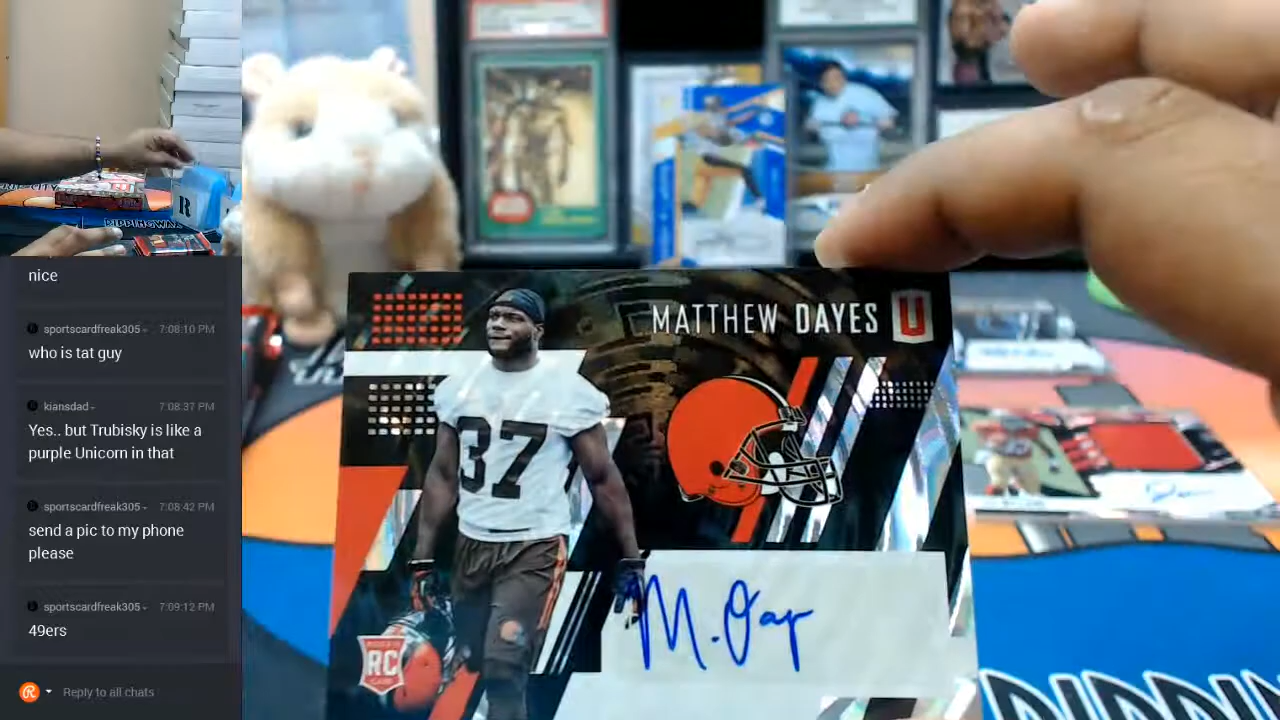 nice
sportscardfreak305 - 7:08:10 PM
who is tat guy
kiansdad - 7:08:37 PM
Yes.. but Trubisky is like a
purple Unicorn in that
sportscardfreak305 - 7:08:42 PM
send a pic to my phone
please
sportscardfreak305 - 7:09:12 PM
49ers
Reply to all chats
MATTHEW DAYES U
37
M. Day
RC
R